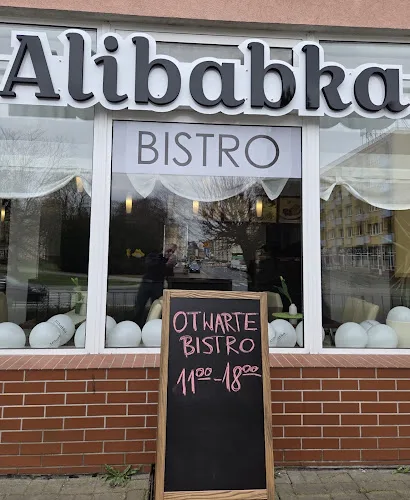 Alibabka
BISTRO
OTWARTE
BISTRO
11⁰⁰-18⁰⁰